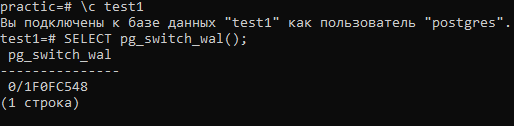 practic=# \c test1
Вы подключены к базе данных "test1" как пользователь "postgres".
test1=# SELECT pg_switch_wal();
 pg_switch_wal
---------------
 0/1F0FC548
(1 строка)